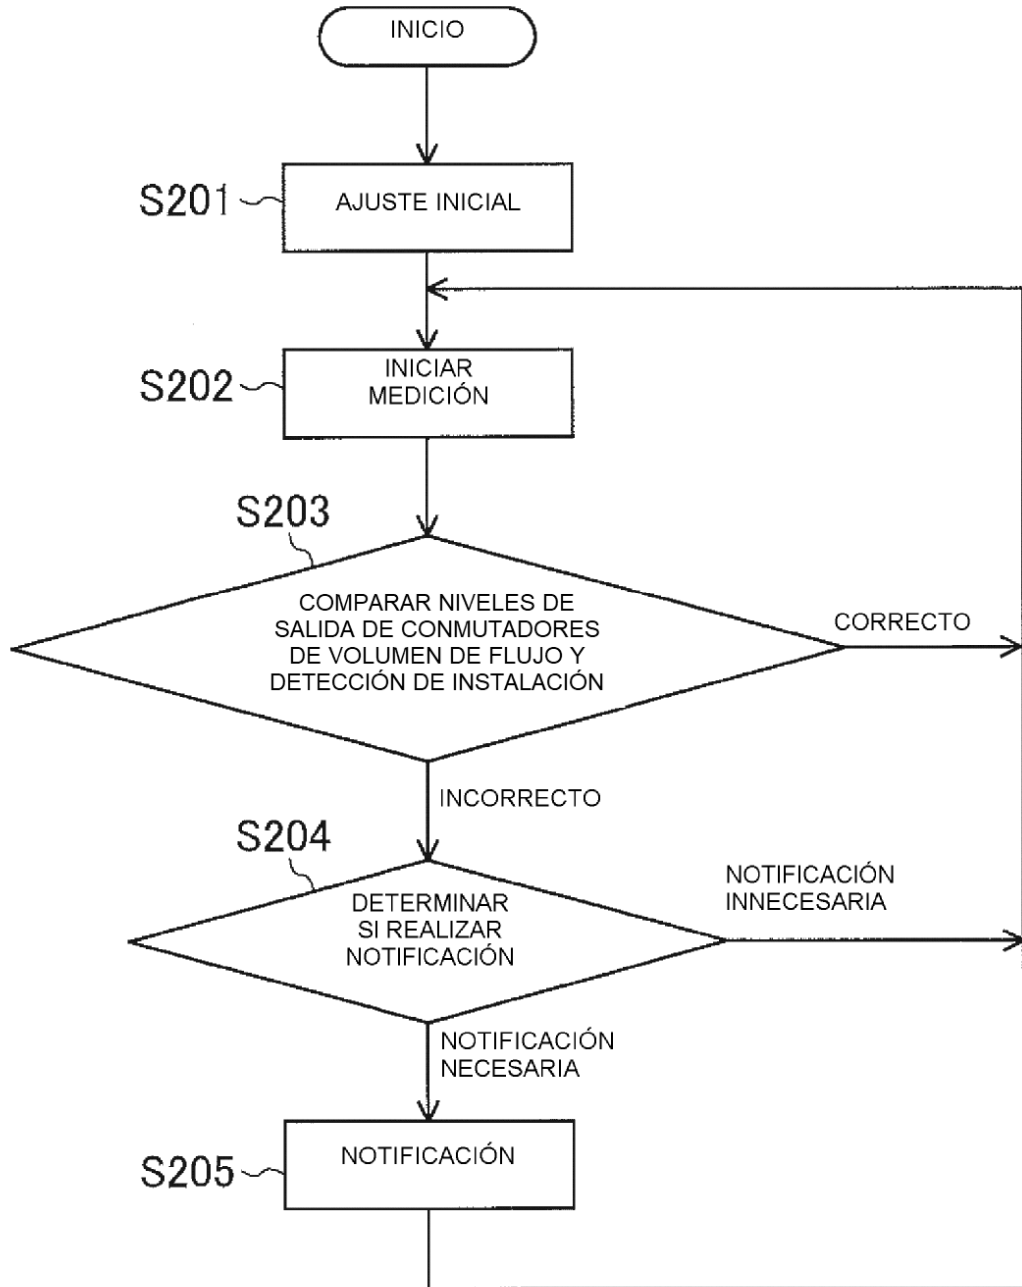 INICIO
S201
AJUSTE INICIAL
S202
INICIAR
MEDICIÓN
S203
COMPARAR NIVELES DE
SALIDA DE CONMUTADORES
DE VOLUMEN DE FLUJO Y
DETECCIÓN DE INSTALACIÓN
CORRECTO
INCORRECTO
S204
DETERMINAR
SI REALIZAR
NOTIFICACIÓN
NOTIFICACIÓN
INNECESARIA
NOTIFICACIÓN
NECESARIA
S205
NOTIFICACIÓN